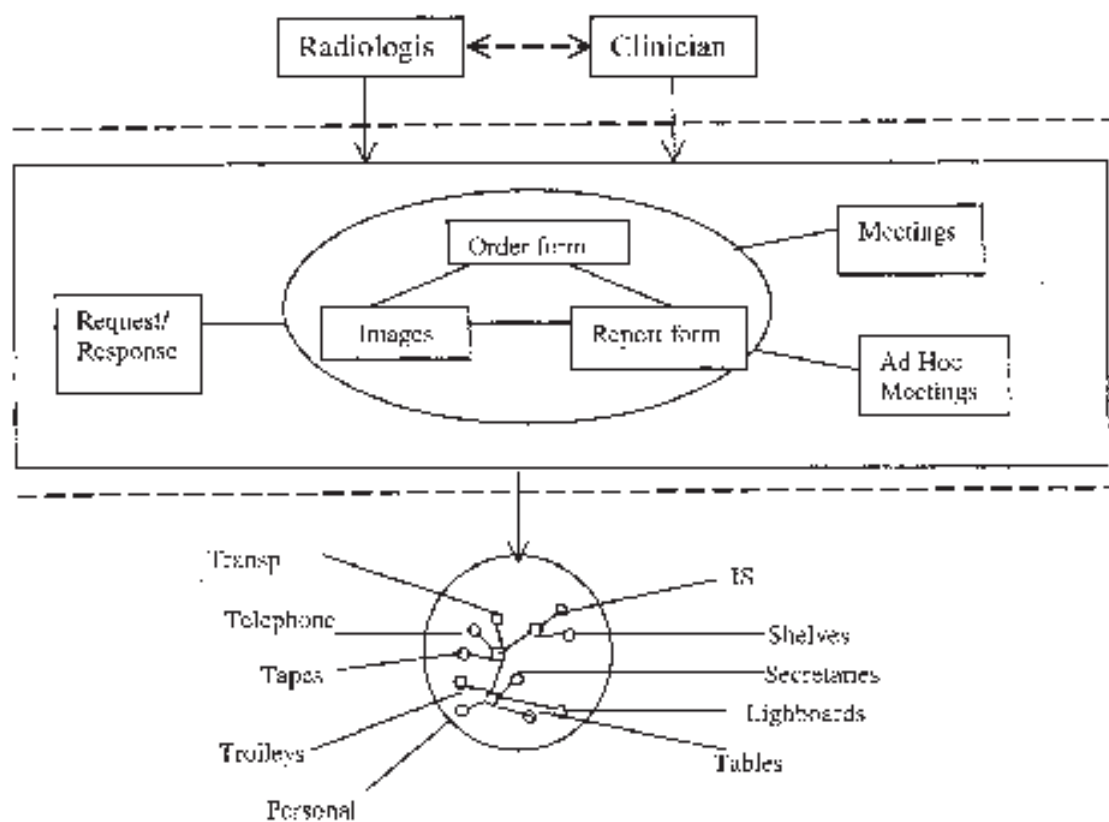 Radiologis
Clinician
Order form
Meetings
Request/
Response
Images
Report form
Ad Hoc
Meetings
Transp
IS
Telephone
Shelves
Tapes
Secretaries
Lighboards
Trolleys
Tables
Personal